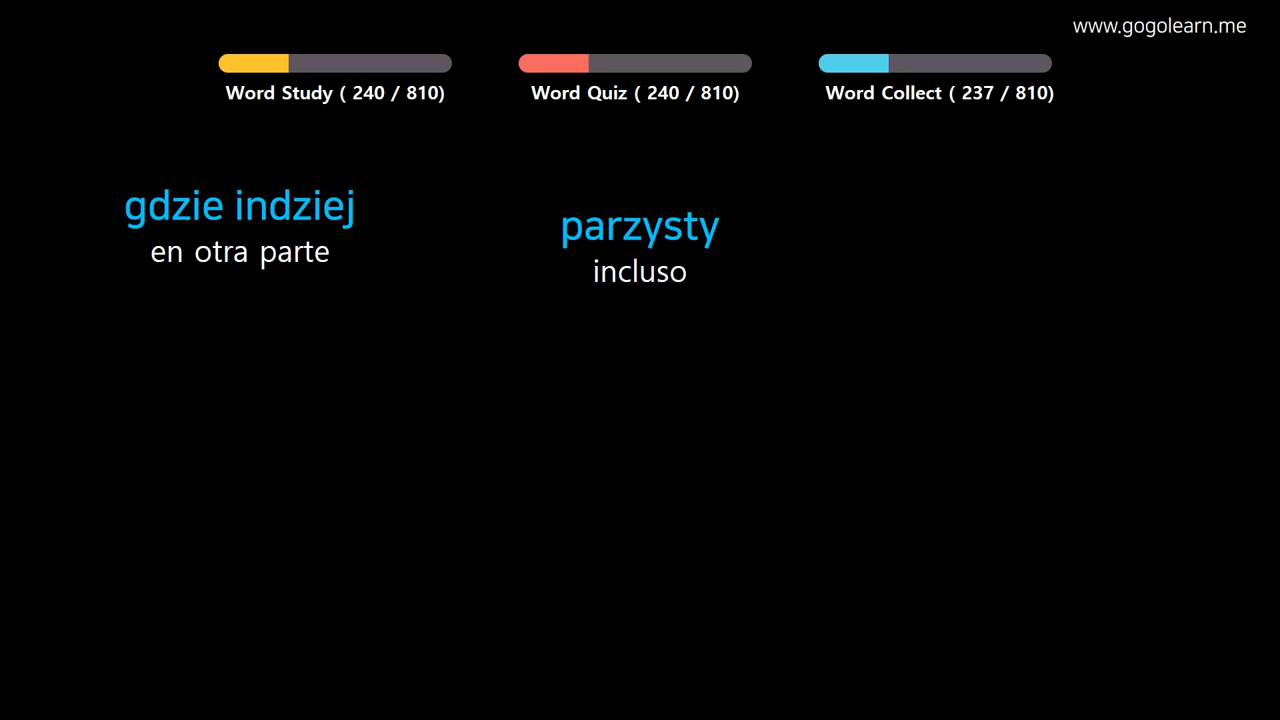 www.gogolearn.me
Word Study ( 240 / 810)
Word Quiz ( 240 / 810)
Word Collect ( 237 / 810)
gdzie indziej
en otra parte
parzysty
incluso